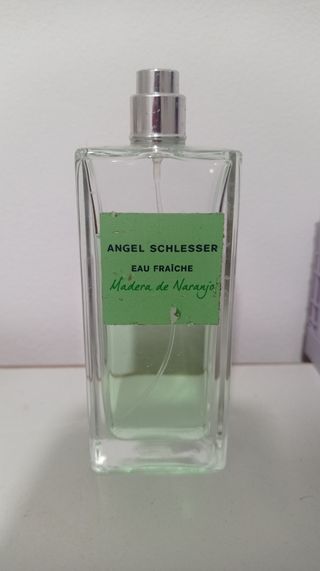 ANGEL SCHLESSER
EAU FRAÎCHE
Madera de Naranjo